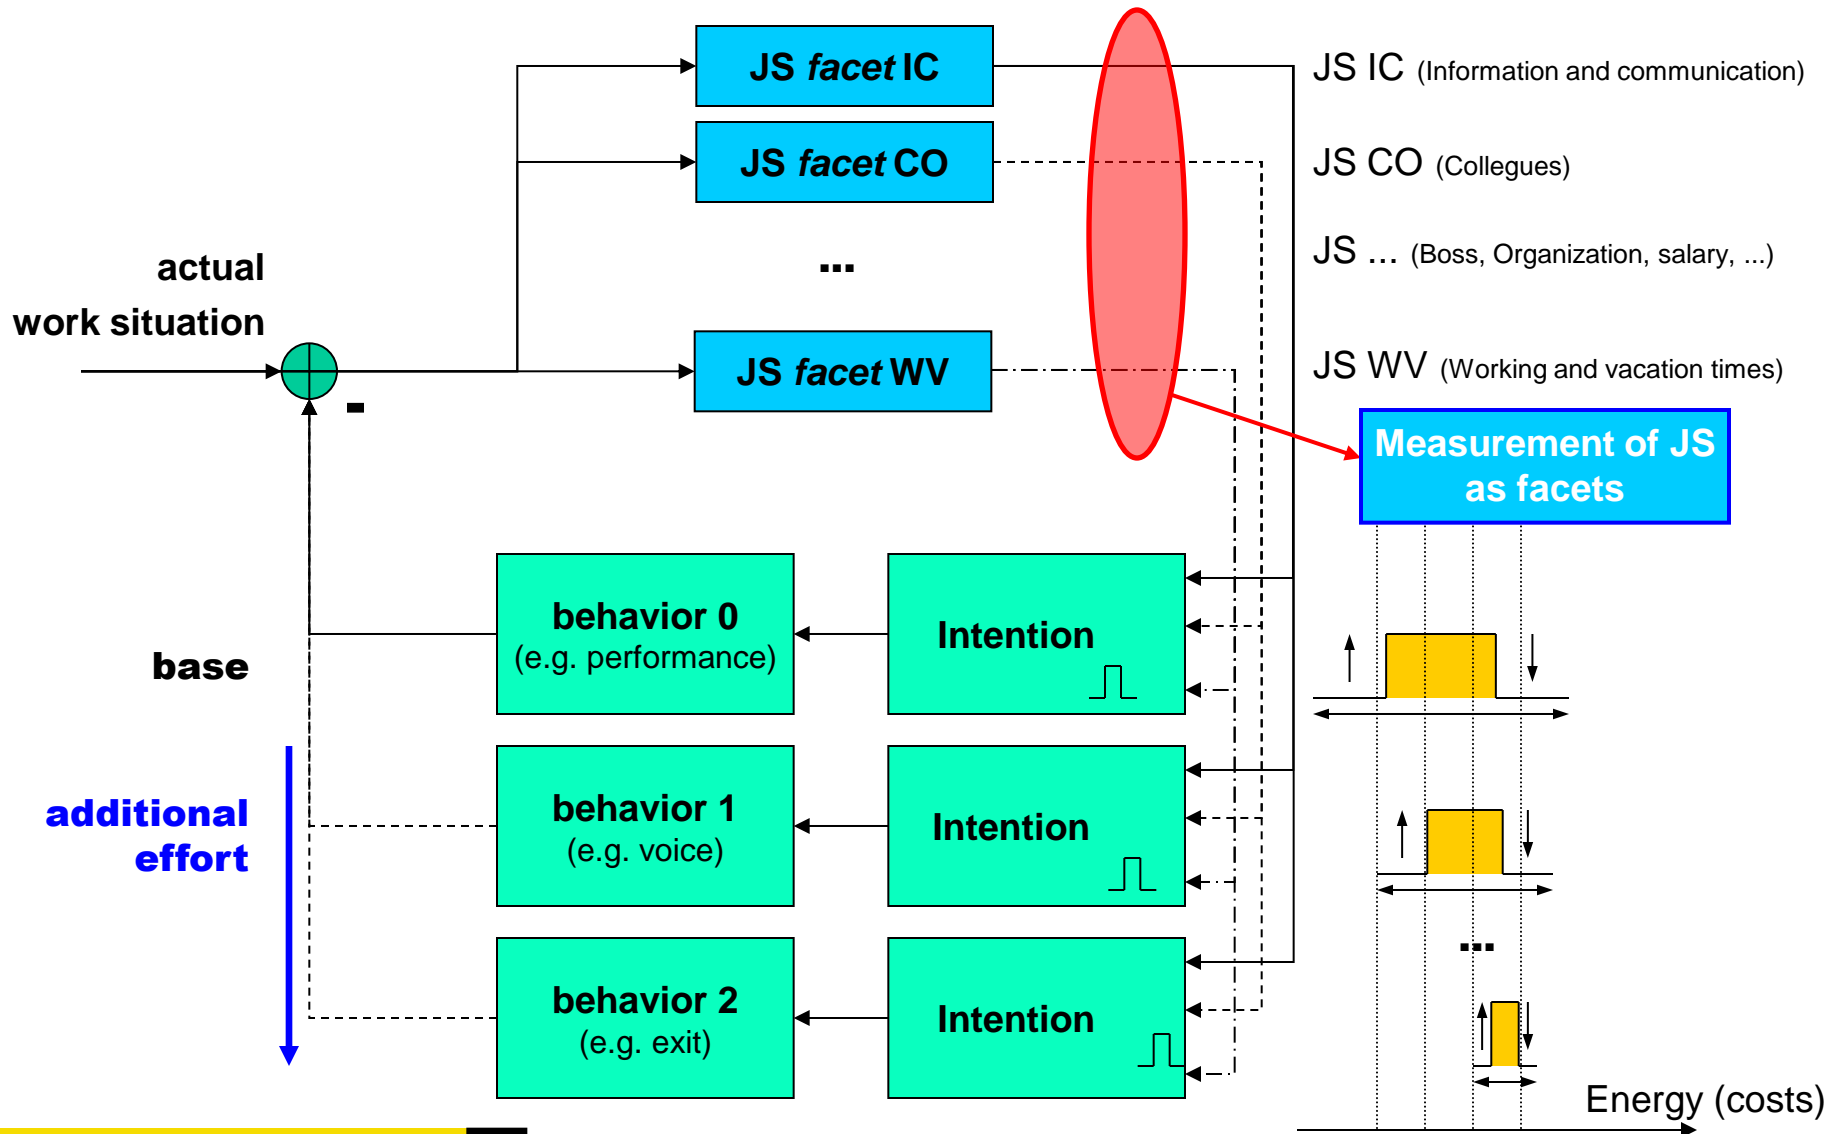 JS facet IC
JS IC (Information and communication)
JS facet CO
JS CO (Collegues)
...
JS ... (Boss, Organization, salary, ...)
actual
work situation
JS facet WV
JS WV (Working and vacation times)
-
Measurement of JS
as facets
behavior 0
(e.g. performance)
Intention
base
behavior 1
(e.g. voice)
Intention
additional
effort
...
behavior 2
(e.g. exit)
Intention
Energy (costs)